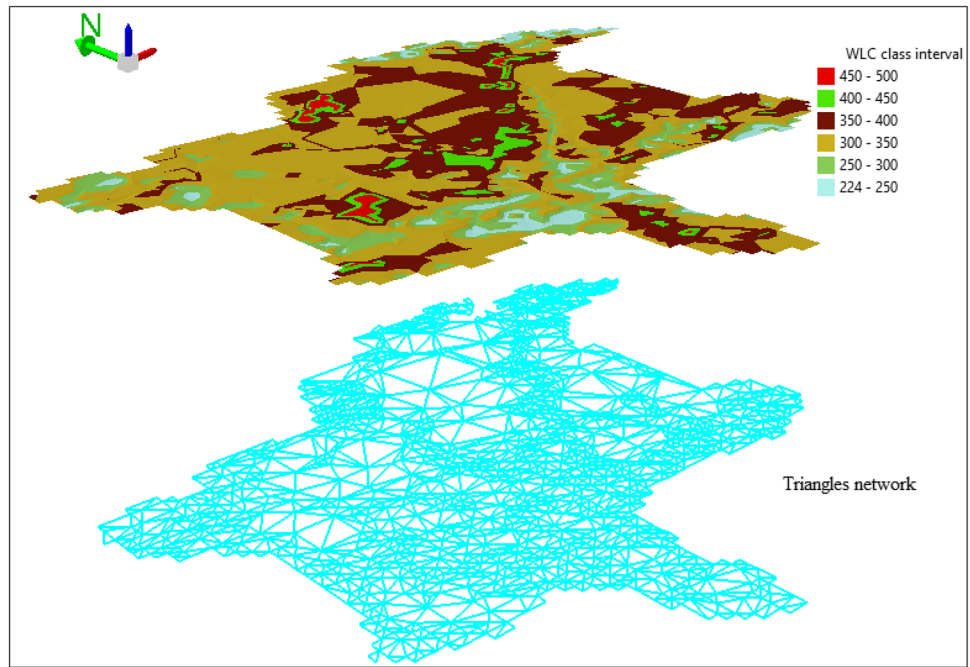 N
WLC class interval
450 - 500
400 - 450
350 - 400
300 - 350
250 - 300
224 - 250
Triangles network